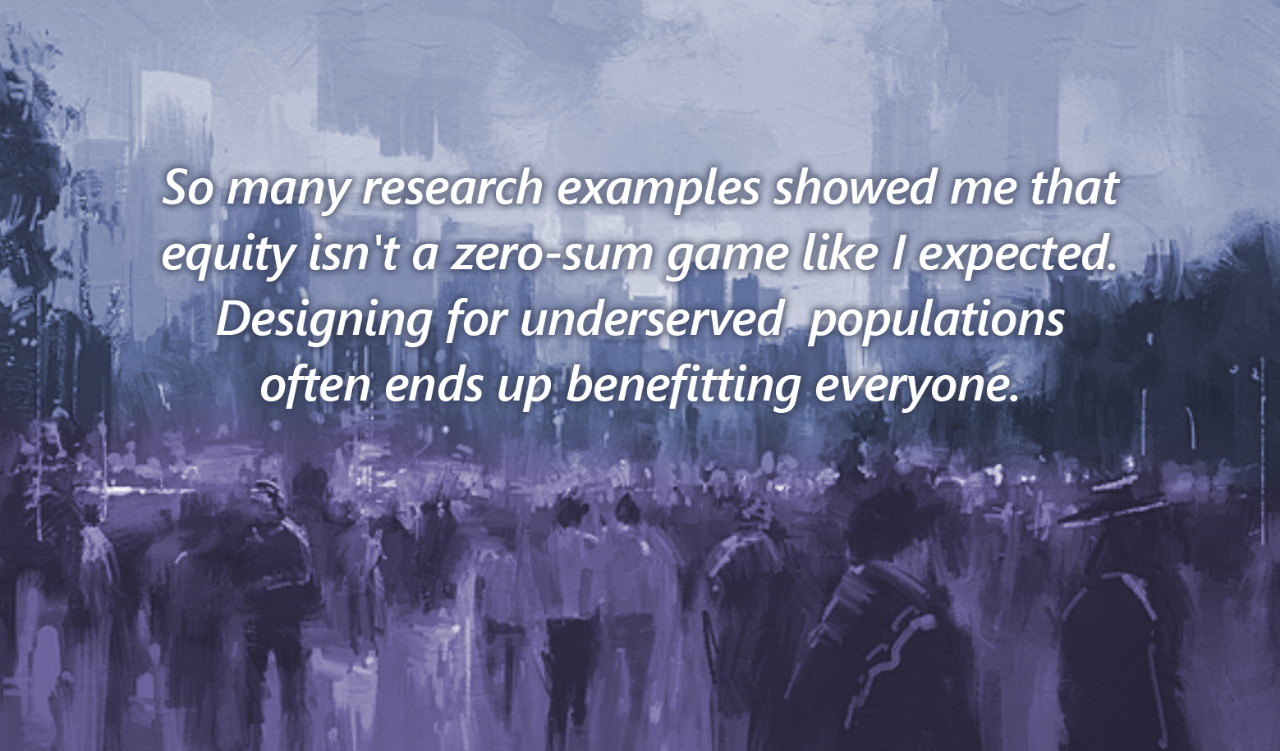 So many research examples showed me that
equity isn't a zero-sum game like I expected.
Designing for underserved  populations
often ends up benefitting everyone.